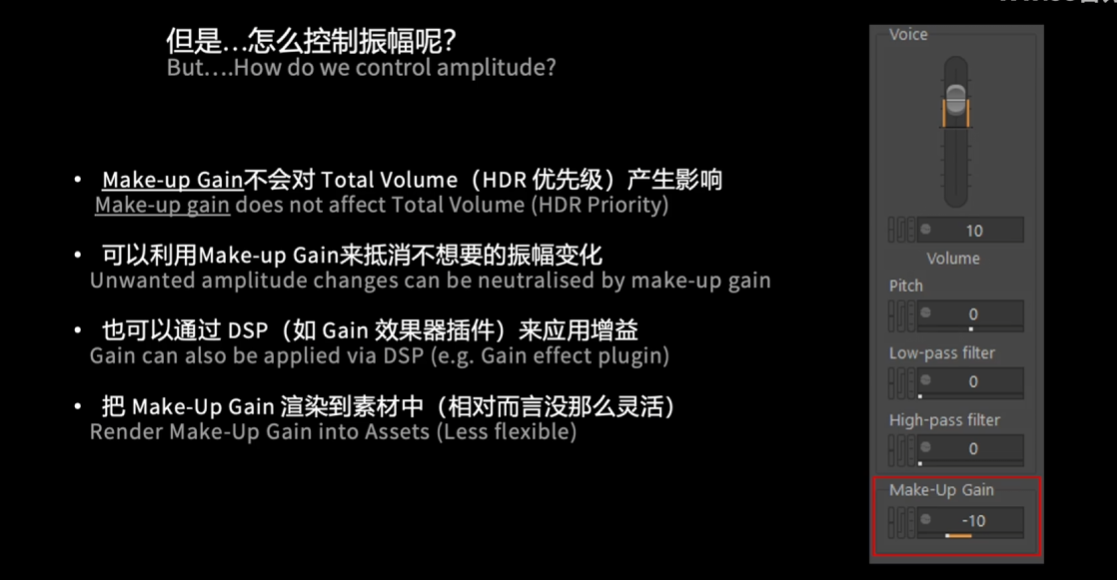 但是…怎么控制振幅呢?
But….How do we control amplitude?
• Make-up Gain不会对 Total Volume（HDR 优先级）产生影响
Make-up gain does not affect Total Volume (HDR Priority)
• 可以利用Make-up Gain来抵消不想要的振幅变化
Unwanted amplitude changes can be neutralised by make-up gain
• 也可以通过 DSP（如 Gain 效果器插件）来应用增益
Gain can also be applied via DSP (e.g. Gain effect plugin)
• 把 Make-Up Gain 渲染到素材中（相对而言没那么灵活）
Render Make-Up Gain into Assets (Less flexible)
Voice
10
Volume
Pitch
0
Low-pass filter
0
High-pass filter
0
Make-Up Gain
-10